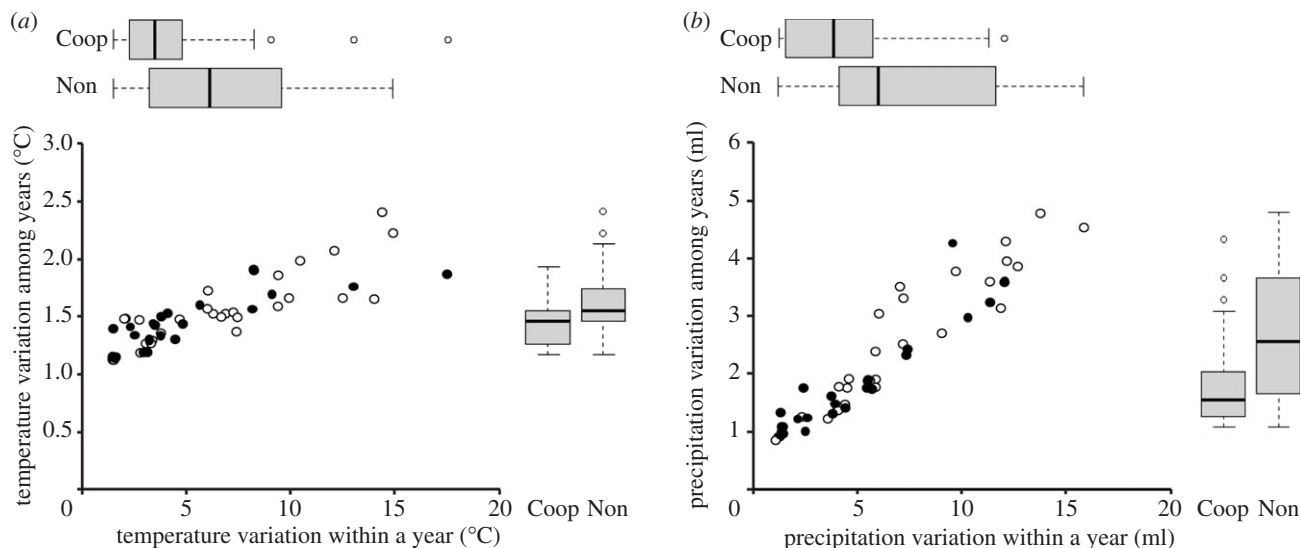 (a)
Coop
Non
temperature variation among years (°C)
3.0
2.5
2.0
1.5
1.0
0.5
0
5
10
15
20
temperature variation within a year (°C)
Coop Non
(b)
Coop
Non
precipitation variation among years (ml)
6
5
4
3
2
1
0
5
10
15
20
precipitation variation within a year (ml)
Coop Non